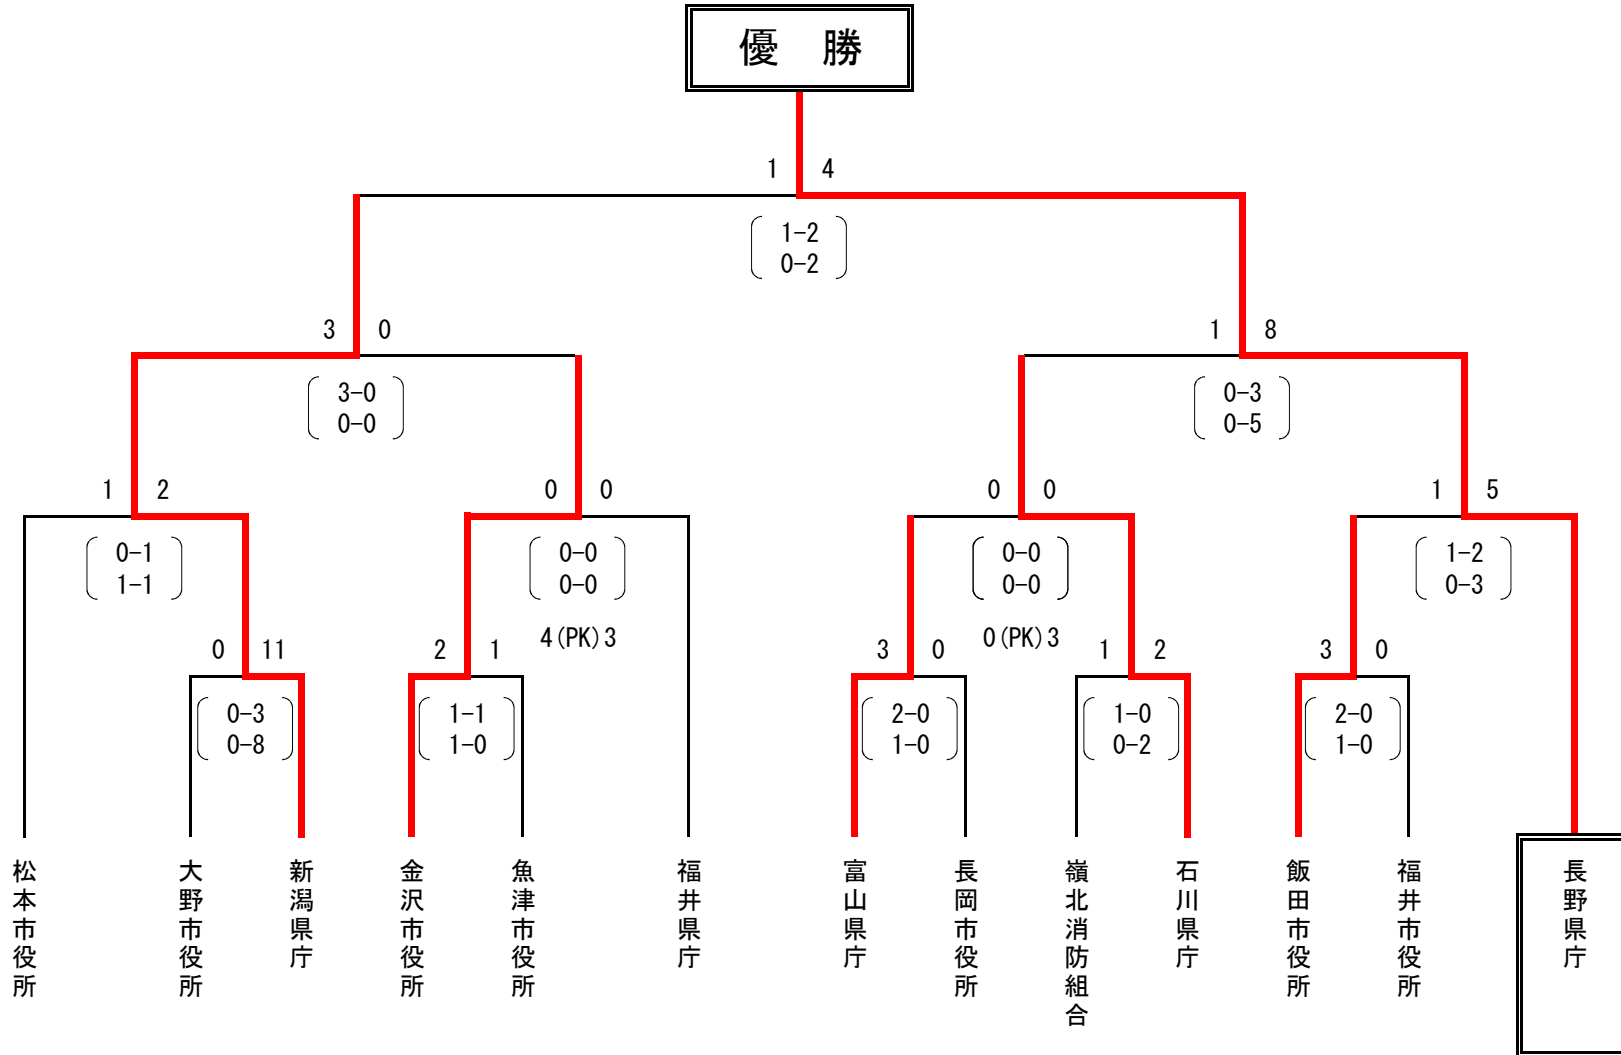 優 勝
1 4
1-2
0-2
3 0
1 8
3-0
0-0
0-3
0-5
1 2
0 0
0 0
1 5
0-1
1-1
0-0
0-0
0-0
0-0
1-2
0-3
4(PK)3
0(PK)3
0 11
2 1
3 0
1 2
3 0
0-3
0-8
1-1
1-0
2-0
1-0
1-0
0-2
2-0
1-0
松本市役所
大野市役所
新潟県庁
金沢市役所
魚津市役所
福井県庁
富山県庁
長岡市役所
嶺北消防組合
石川県庁
飯田市役所
福井市役所
長野県庁